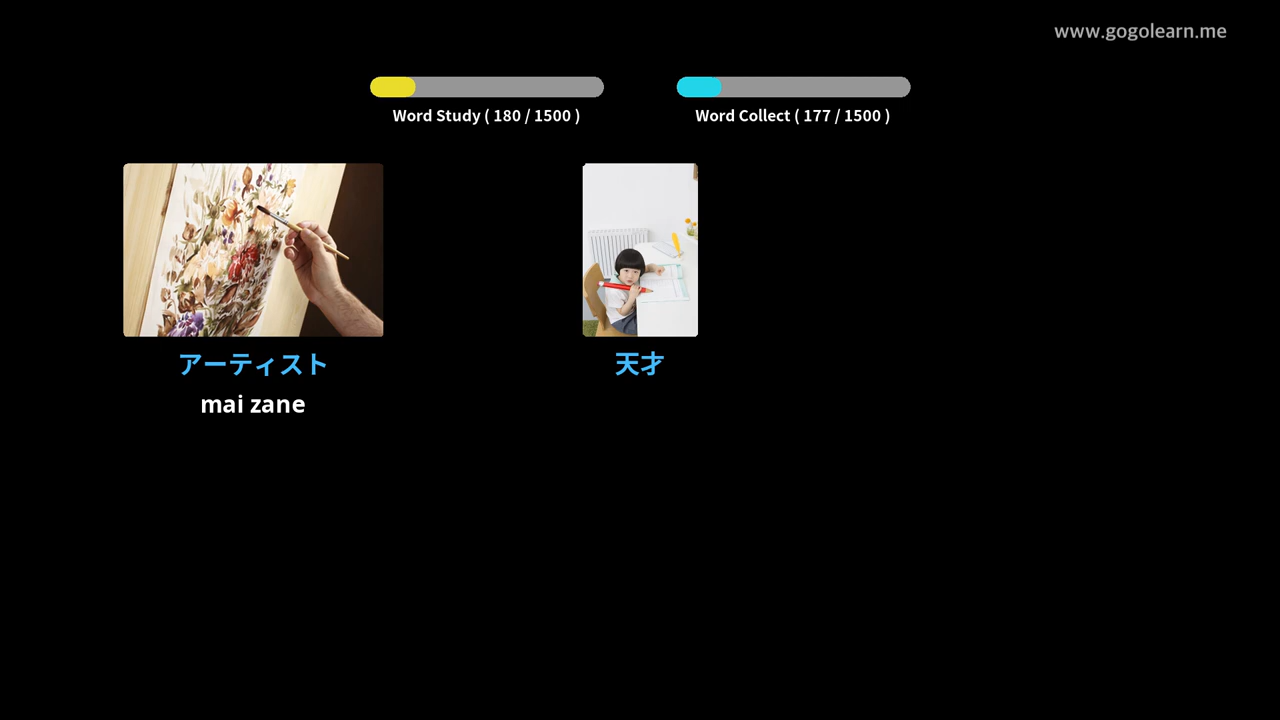 www.gogolearn.me
Word Study ( 180 / 1500 )
Word Collect ( 177 / 1500 )
アーティスト
天才
mai zane